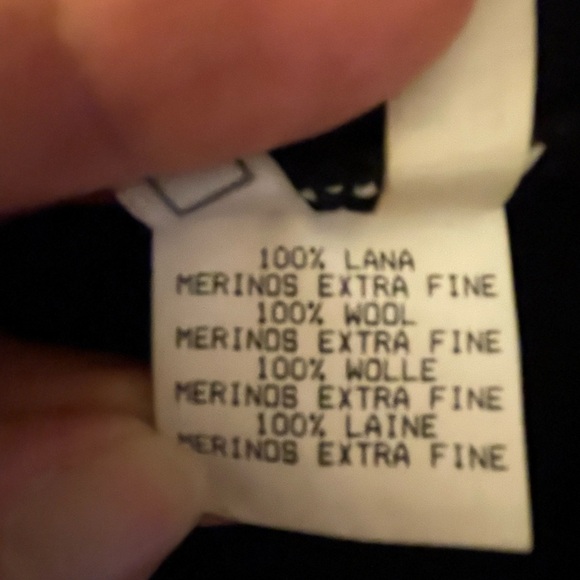 100% LANA
MERINOS EXTRA FINE
100% WOOL
MERINOS EXTRA FINE
100% WOLLE
MERINOS EXTRA FINE
100% LAINE
MERINOS EXTRA FINE